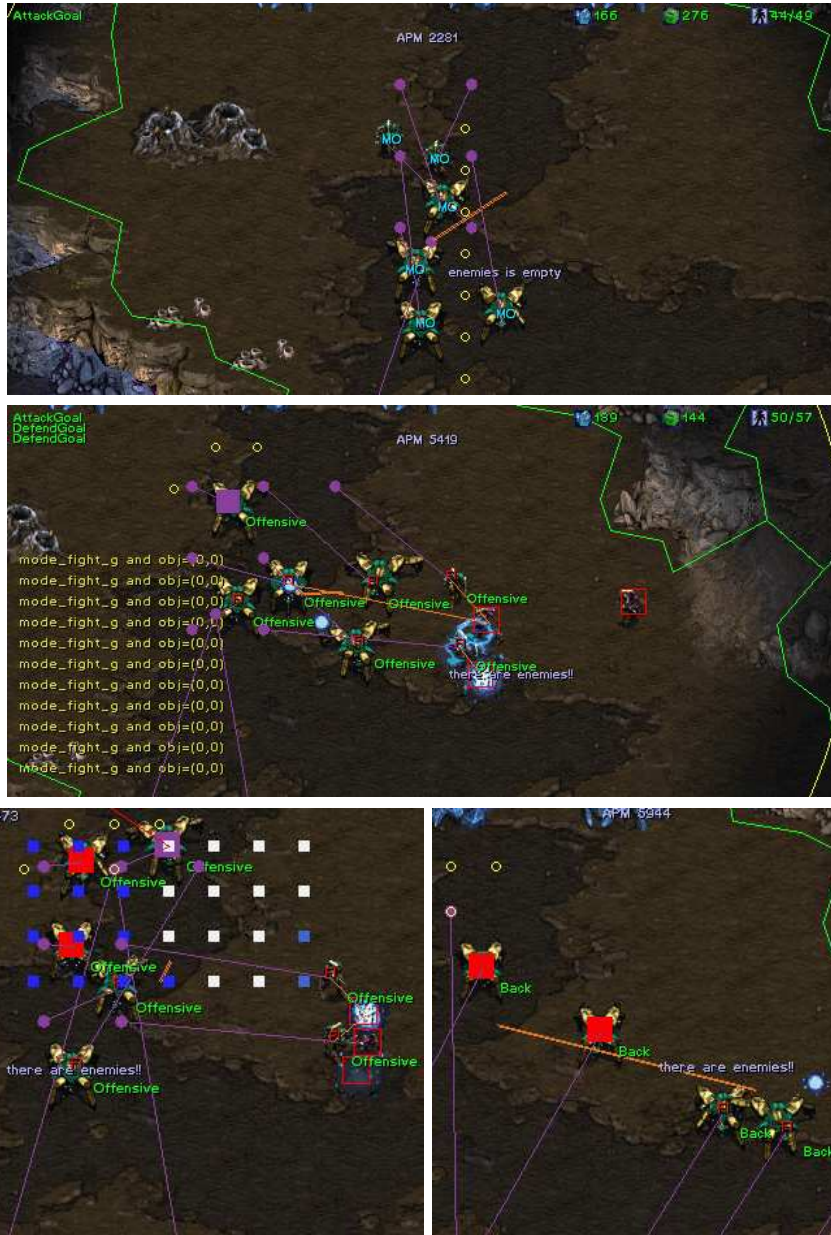 AttackGoal
166 276 44/49
APM 2281
MO
MO
MO
enemies is empty
MO
MO
MO
AttackGoal
189 144 50/57
DefendGoal
DefendGoal
APM 5419
Offensive
mode_fight_g and obj=(0,0)
mode_fight_g and obj=(0,0)
mode_fight_g and obj=(0,0)
Offensive Offensive Offensive
mode_fight_g and obj=(0,0)
Offensive
mode_fight_g and obj=(0,0)
Offensive Offensive
mode_fight_g and obj=(0,0)
there are enemies!!
mode_fight_g and obj=(0,0)
mode_fight_g and obj=(0,0)
mode_fight_g and obj=(0,0)
mode_fight_g and obj=(0,0)
mode_fight_g and obj=(0,0)
-73
Offensive
Offensive
Offensive
Offensive
Offensive
Offensive
there are enemies!!
Offensive
APM 5944
Back
Back
there are enemies!!
Back
Back